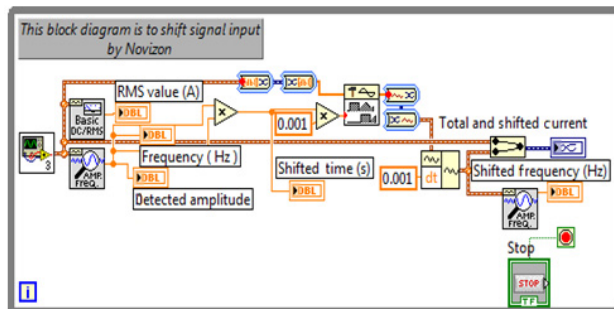 This block diagram is to shift signal input
by Novizon
RMS value (A)
Basic
DC/RMS
DBL
DBL
0.001
Total and shifted current
3
AMP.
Freq.
Frequency ( Hz )
DBL
Detected amplitude
Shifted time (s)
DBL
0.001
dt
Shifted frequency (Hz)
AMP.
Freq.
DBL
Stop
STOP
TF
i